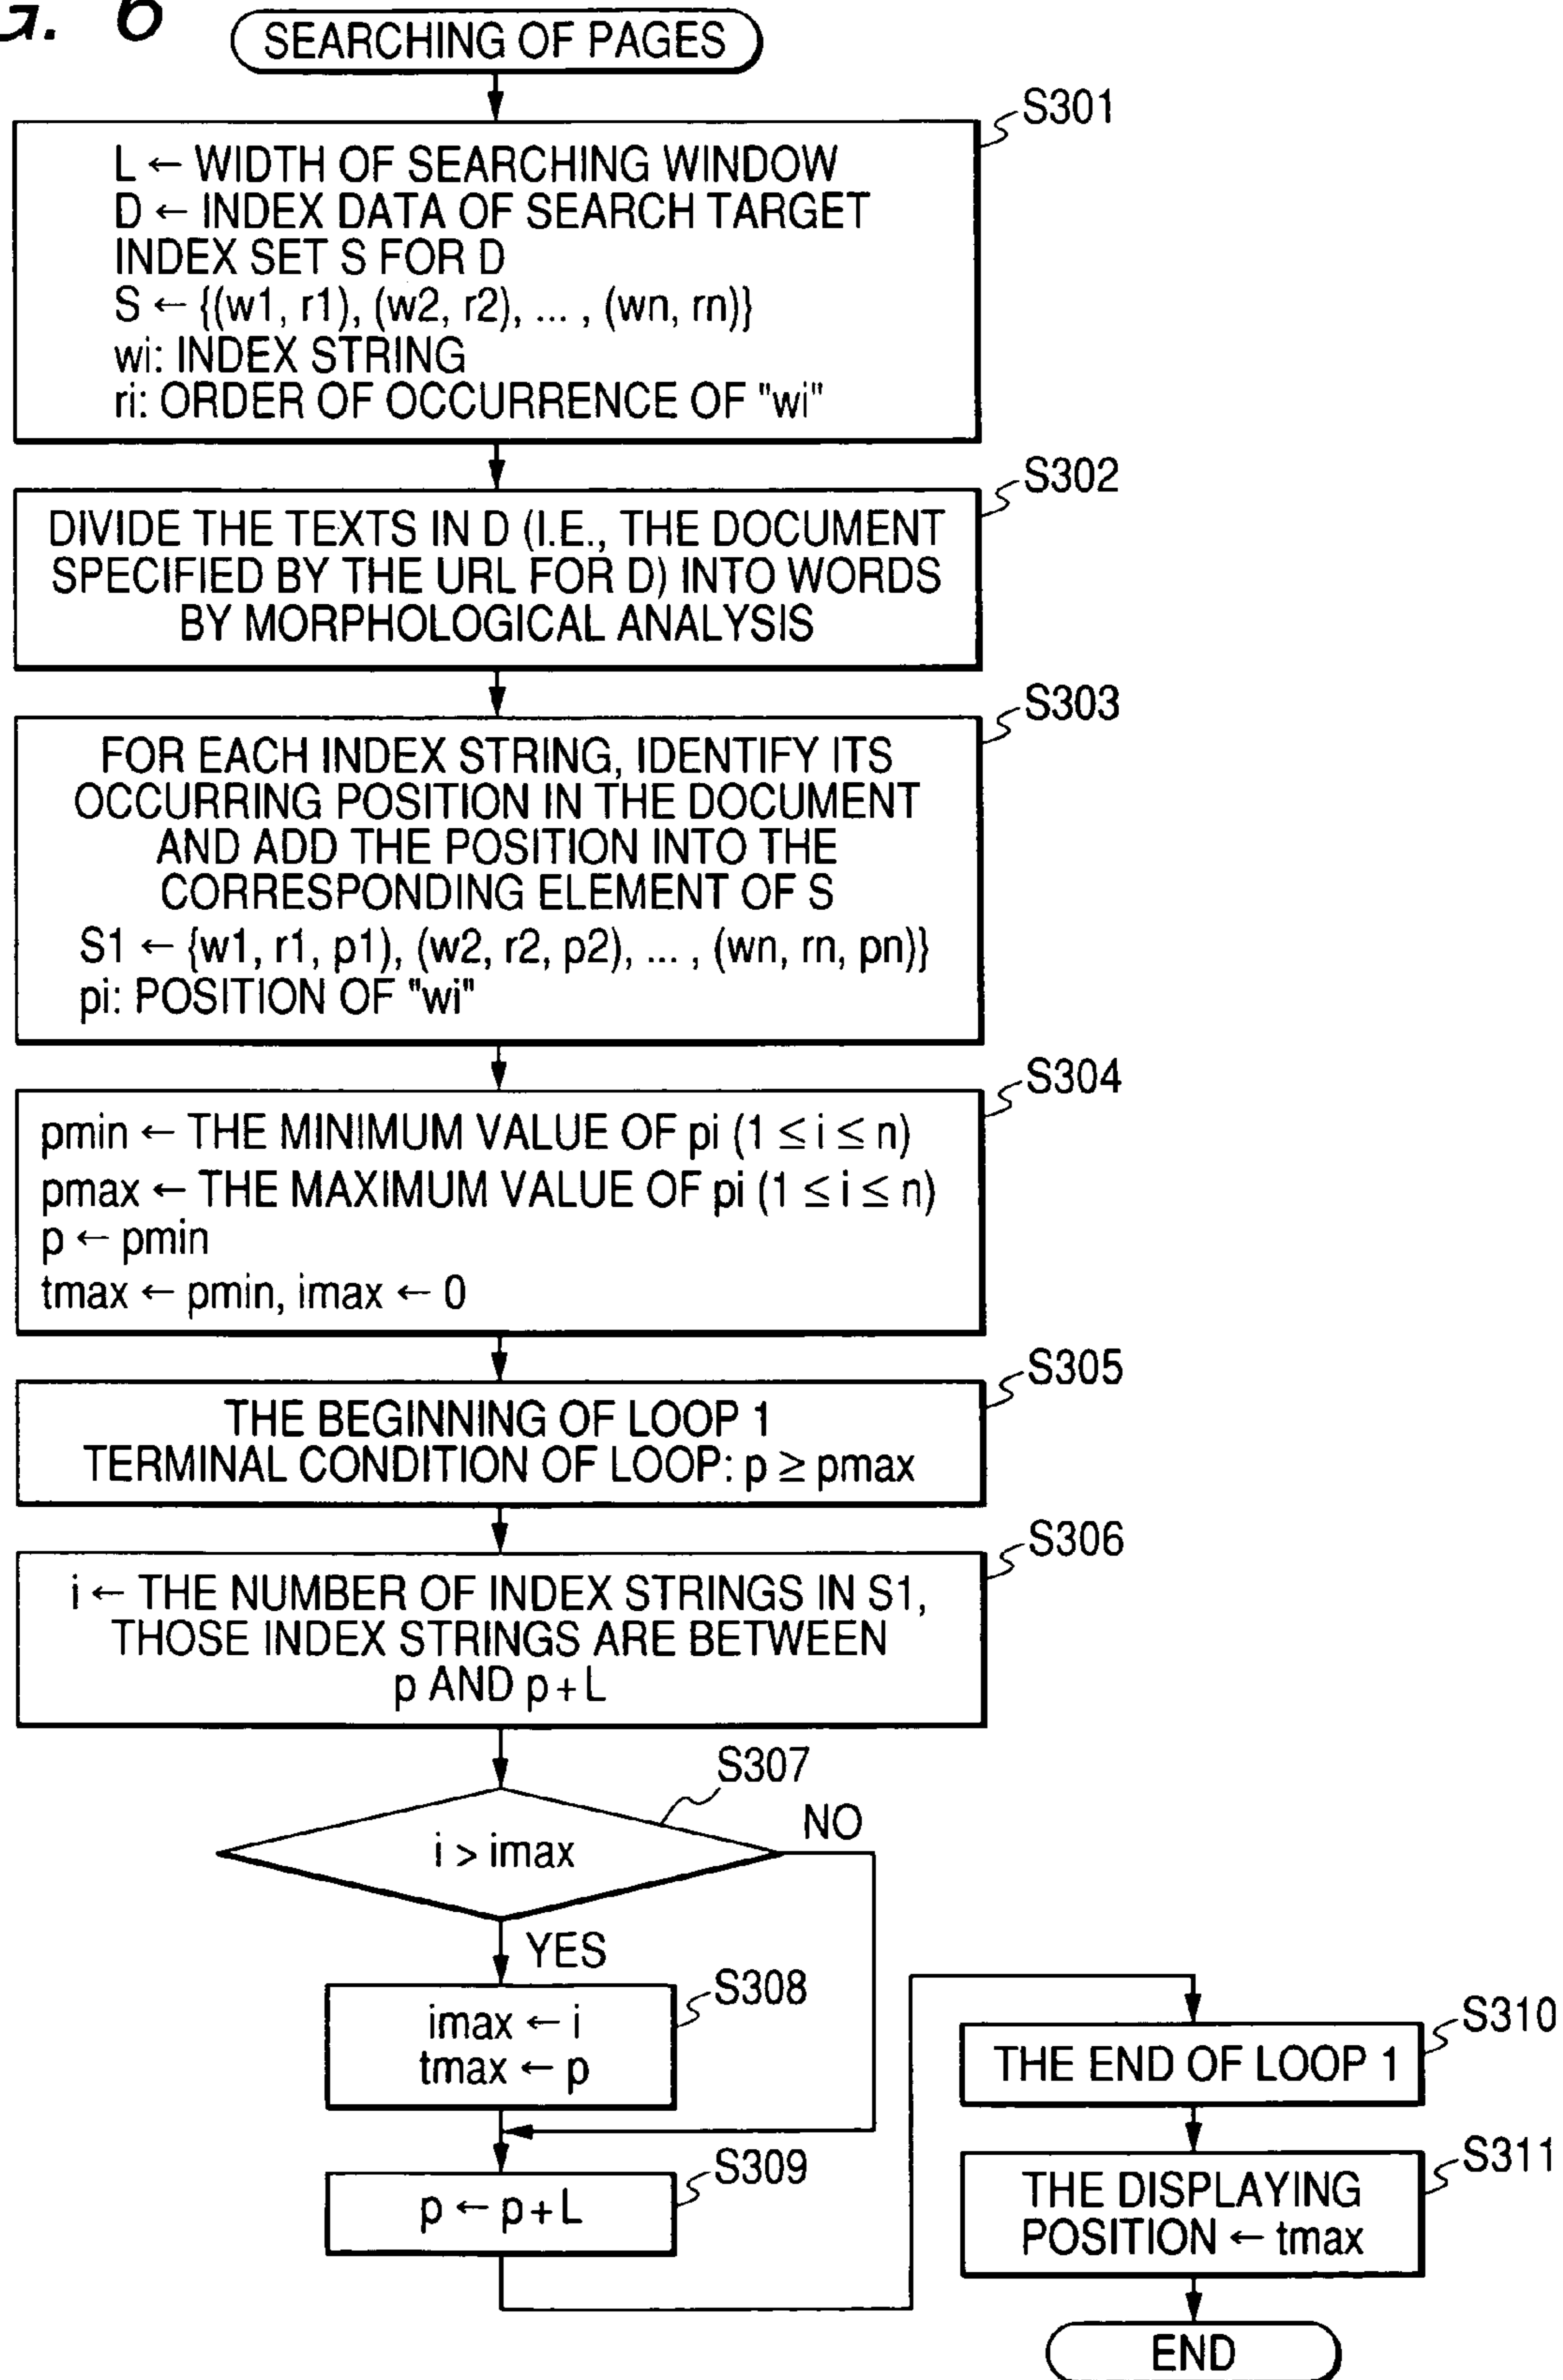 G. 6
SEARCHING OF PAGES
S301
L ← WIDTH OF SEARCHING WINDOW
D ← INDEX DATA OF SEARCH TARGET
INDEX SET S FOR D
S ← {(w1, r1), (w2, r2), ... , (wn, rn)}
wi: INDEX STRING
ri: ORDER OF OCCURRENCE OF "wi"
S302
DIVIDE THE TEXTS IN D (I.E., THE DOCUMENT
SPECIFIED BY THE URL FOR D) INTO WORDS
BY MORPHOLOGICAL ANALYSIS
S303
FOR EACH INDEX STRING, IDENTIFY ITS
OCCURRING POSITION IN THE DOCUMENT
AND ADD THE POSITION INTO THE
CORRESPONDING ELEMENT OF S
S1 ← {w1, r1, p1), (w2, r2, p2), ... , (wn, rn, pn)}
pi: POSITION OF "wi"
S304
pmin ← THE MINIMUM VALUE OF pi (1 ≤ i ≤ n)
pmax ← THE MAXIMUM VALUE OF pi (1 ≤ i ≤ n)
p ← pmin
tmax ← pmin, imax ← 0
S305
THE BEGINNING OF LOOP 1
TERMINAL CONDITION OF LOOP: p ≥ pmax
S306
i ← THE NUMBER OF INDEX STRINGS IN S1,
THOSE INDEX STRINGS ARE BETWEEN
p AND p + L
S307
i > imax
NO
YES
S308
imax ← i
tmax ← p
S309
p ← p + L
S310
THE END OF LOOP 1
S311
THE DISPLAYING
POSITION ← tmax
END